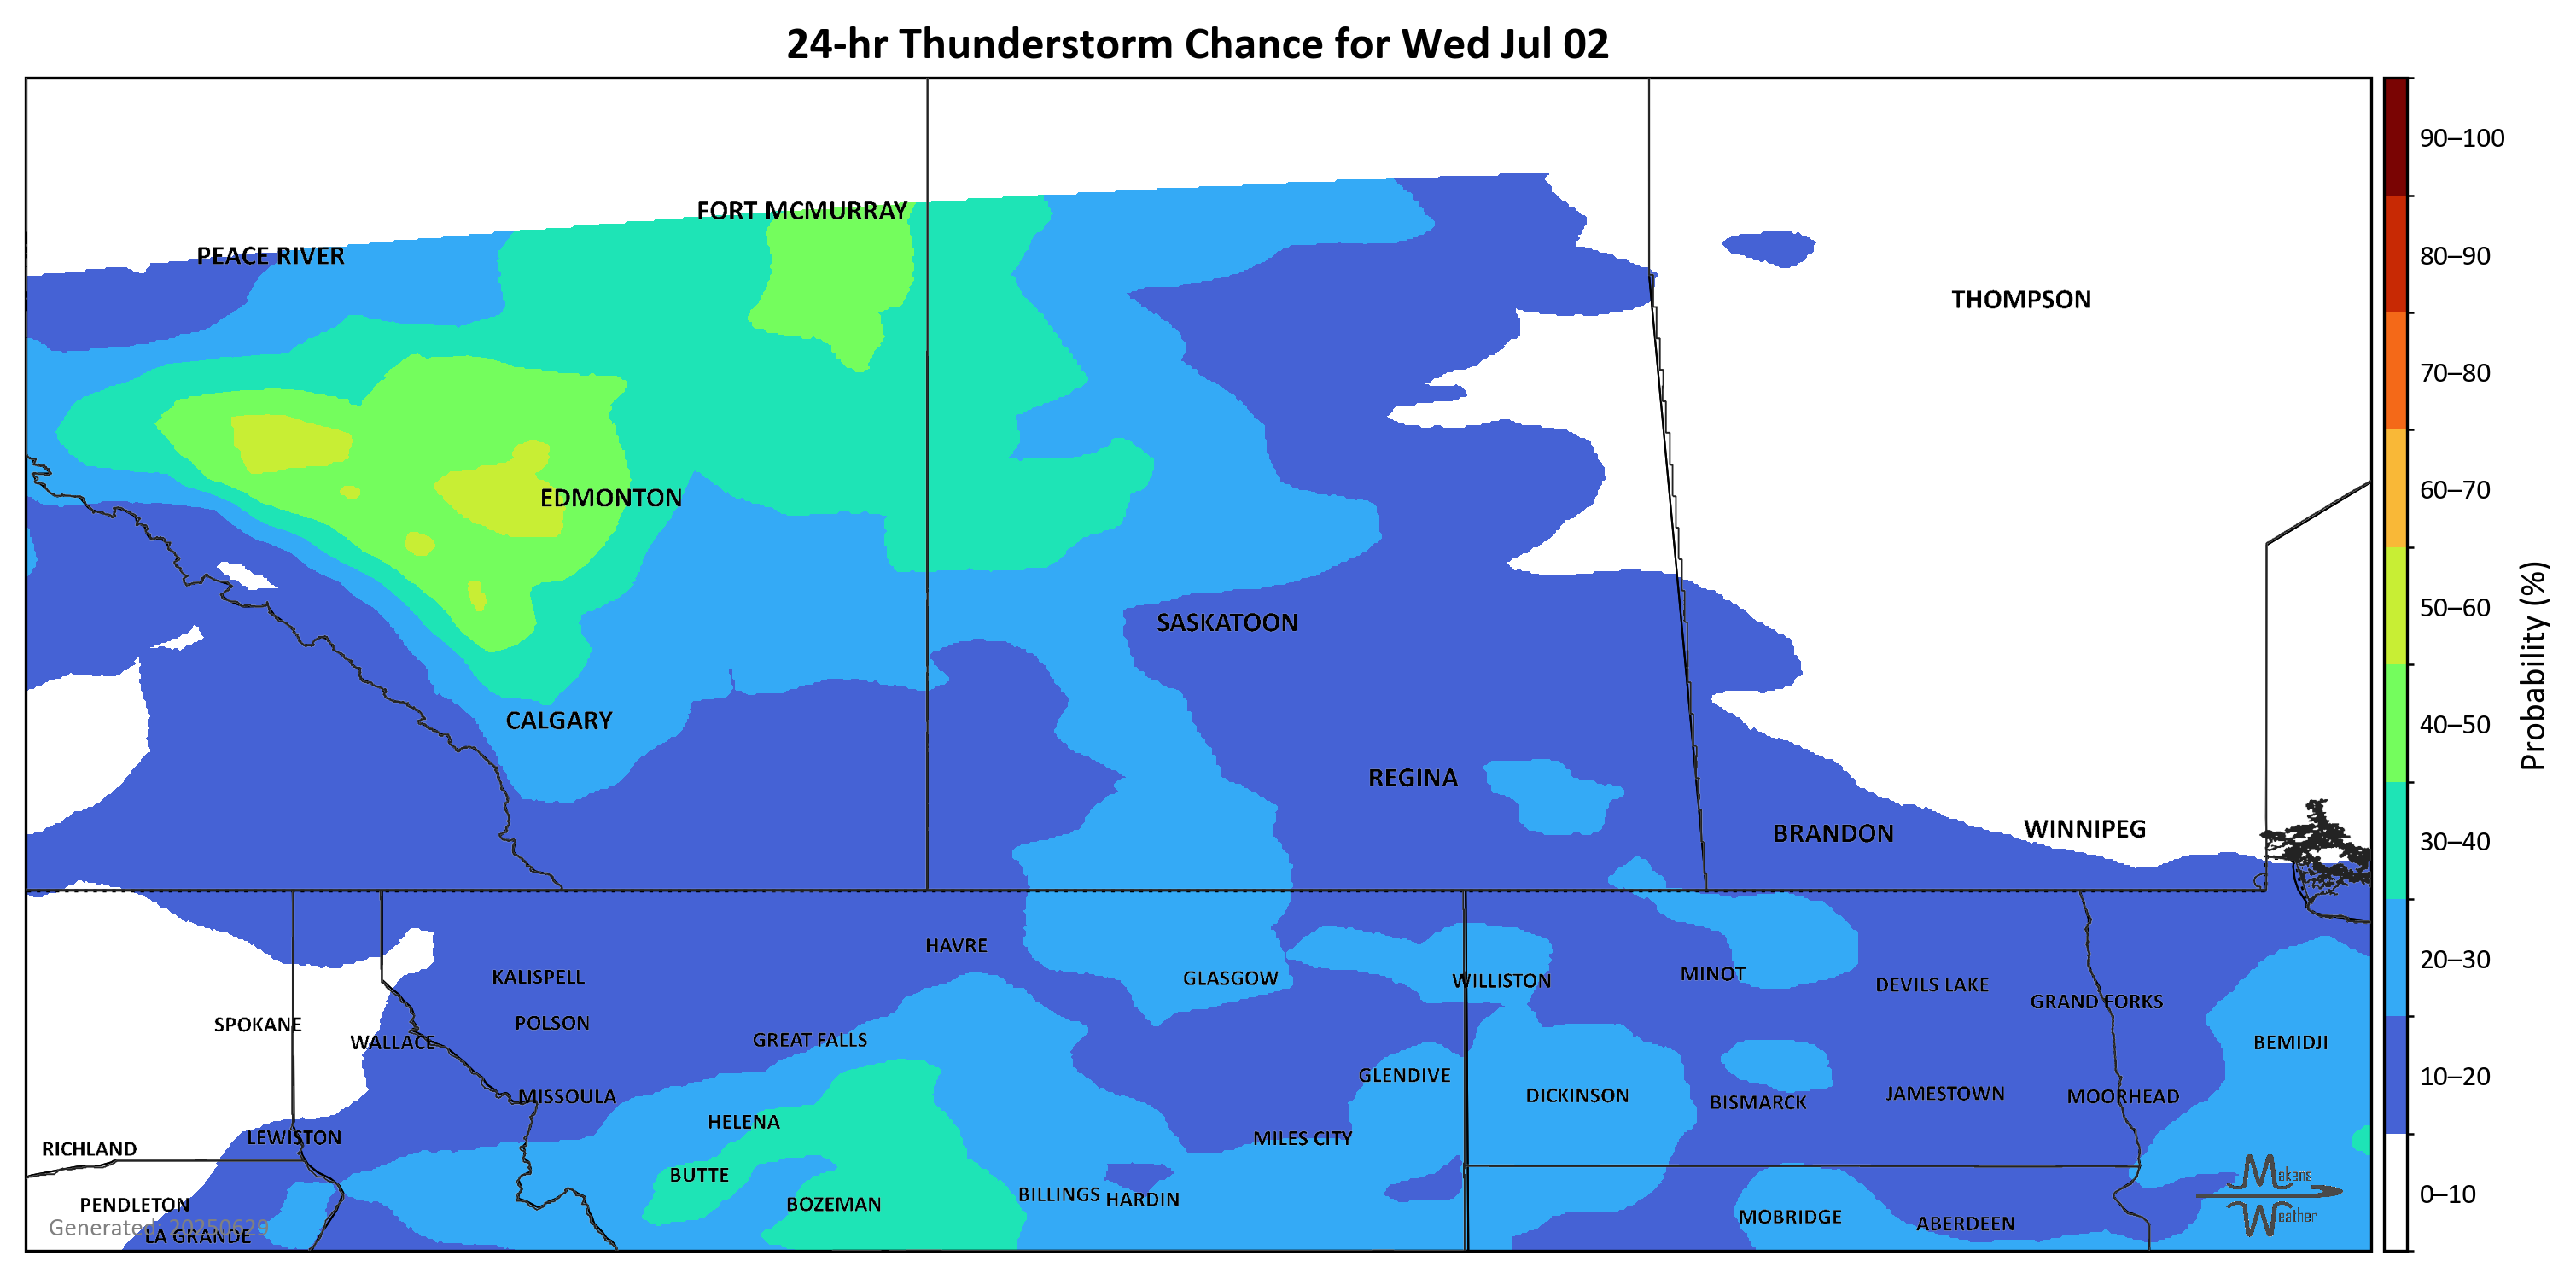 24-hr Thunderstorm Chance for Wed Jul 02
90–100
FORT MCMURRAY
PEACE RIVER
80–90
THOMPSON
70–80
60–70
EDMONTON
50–60
SASKATOON
CALGARY
40–50
Probability (%)
REGINA
WINNIPEG
BRANDON
30–40
HAVRE
20–30
MINOT
KALISPELL
GLASGOW
WILLISTON
DEVILS LAKE
GRAND FORKS
POLSON
SPOKANE
GREAT FALLS
WALLACE
BEMIDJI
GLENDIVE
10–20
JAMESTOWN
DICKINSON
MISSOULA
MOORHEAD
BISMARCK
HELENA
LEWISTON
MILES CITY
RICHLAND
BUTTE
Makens
Weather
0–10
BILLINGS
HARDIN
PENDLETON
BOZEMAN
MOBRIDGE
ABERDEEN
Generated: 20250629
LA GRANDE